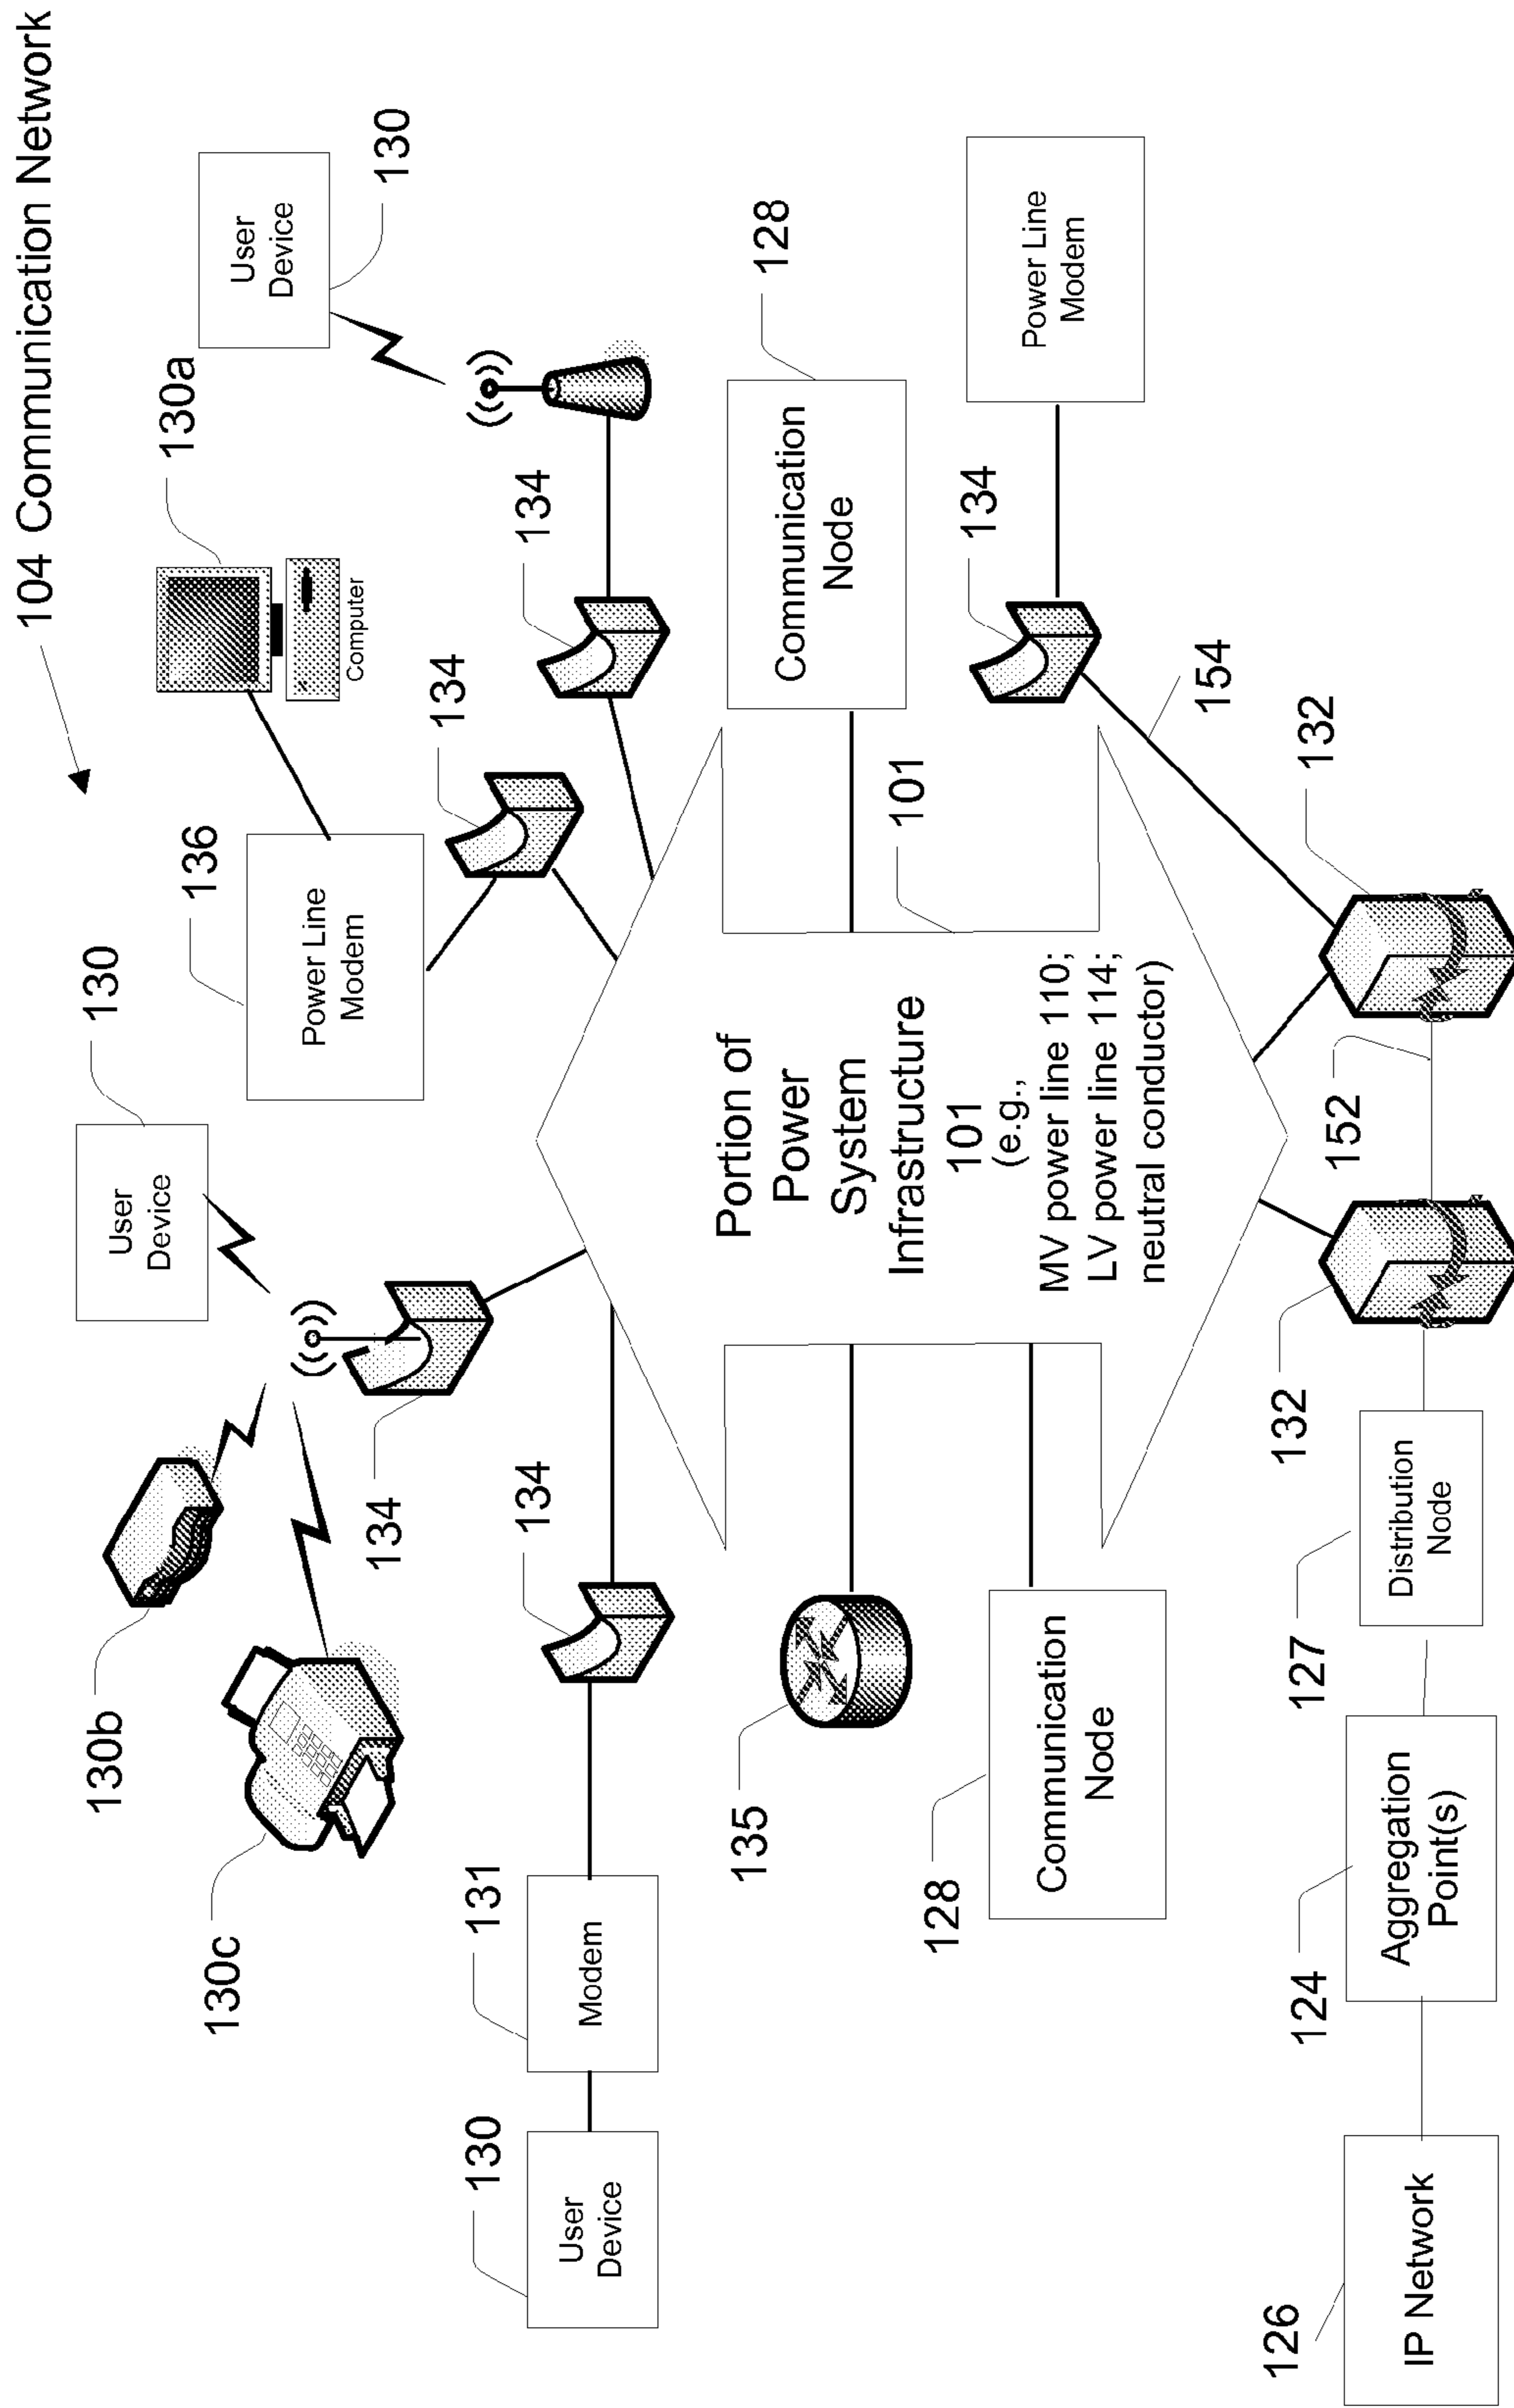 104 Communication Network
130b
130
136
130a
130c
User
Device
Power Line
Modem
Computer
User
Device
130
134
134
134
130
131
134
User
Device
Modem
135
128
Communication
Node
Portion of
Power
System
Infrastructure
101
(e.g.,
MV power line 110;
LV power line 114;
neutral conductor)
101
Communication
Node
128
134
Power Line
Modem
154
126
124
127
132
152
132
IP Network
Aggregation
Point(s)
Distribution
Node